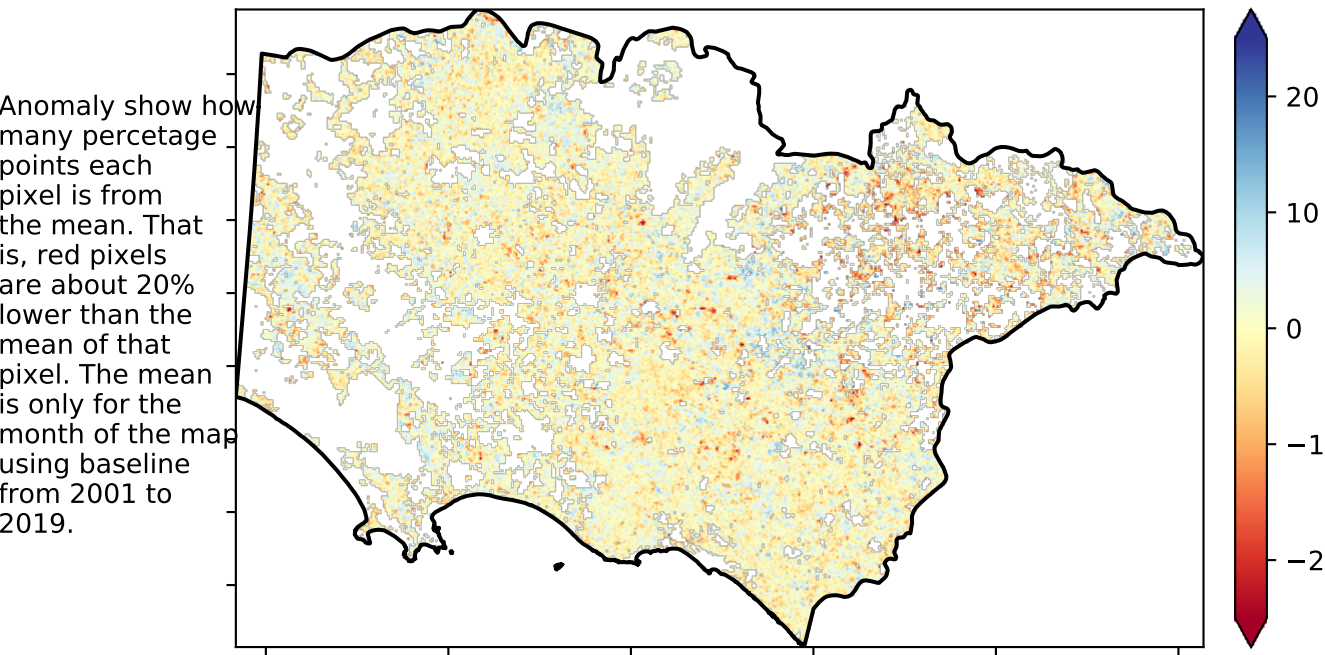 Anomaly show how
many percetage
points each
pixel is from
the mean. That
is, red pixels
are about 20%
lower than the
mean of that
pixel. The mean
is only for the
month of the map
using baseline
from 2001 to
2019.
20
10
0
−1
−2